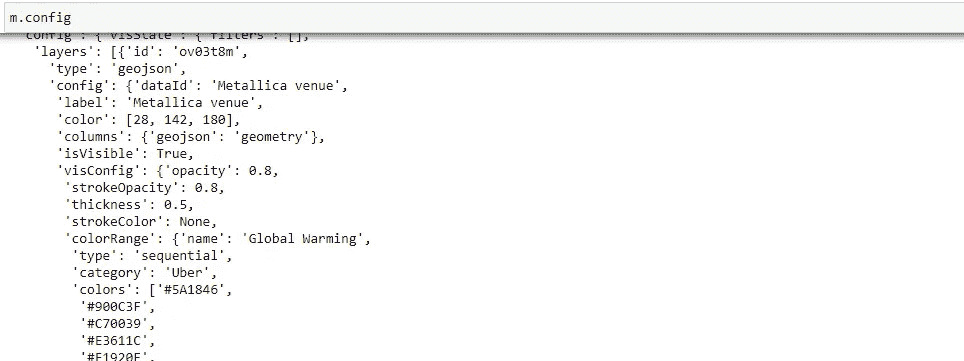 m.config
config : { visState : { filters : [],
'layers': [{'id': 'ov03t8m',
'type': 'geojson',
'config': {'dataId': 'Metallica venue',
'label': 'Metallica venue',
'color': [28, 142, 180],
'columns': {'geojson': 'geometry'},
'isVisible': True,
'visConfig': {'opacity': 0.8,
'strokeOpacity': 0.8,
'thickness': 0.5,
'strokeColor': None,
'colorRange': {'name': 'Global Warming',
'type': 'sequential',
'category': 'Uber',
'colors': ['#5A1846',
'#900C3F',
'#C70039',
'#E3611C',